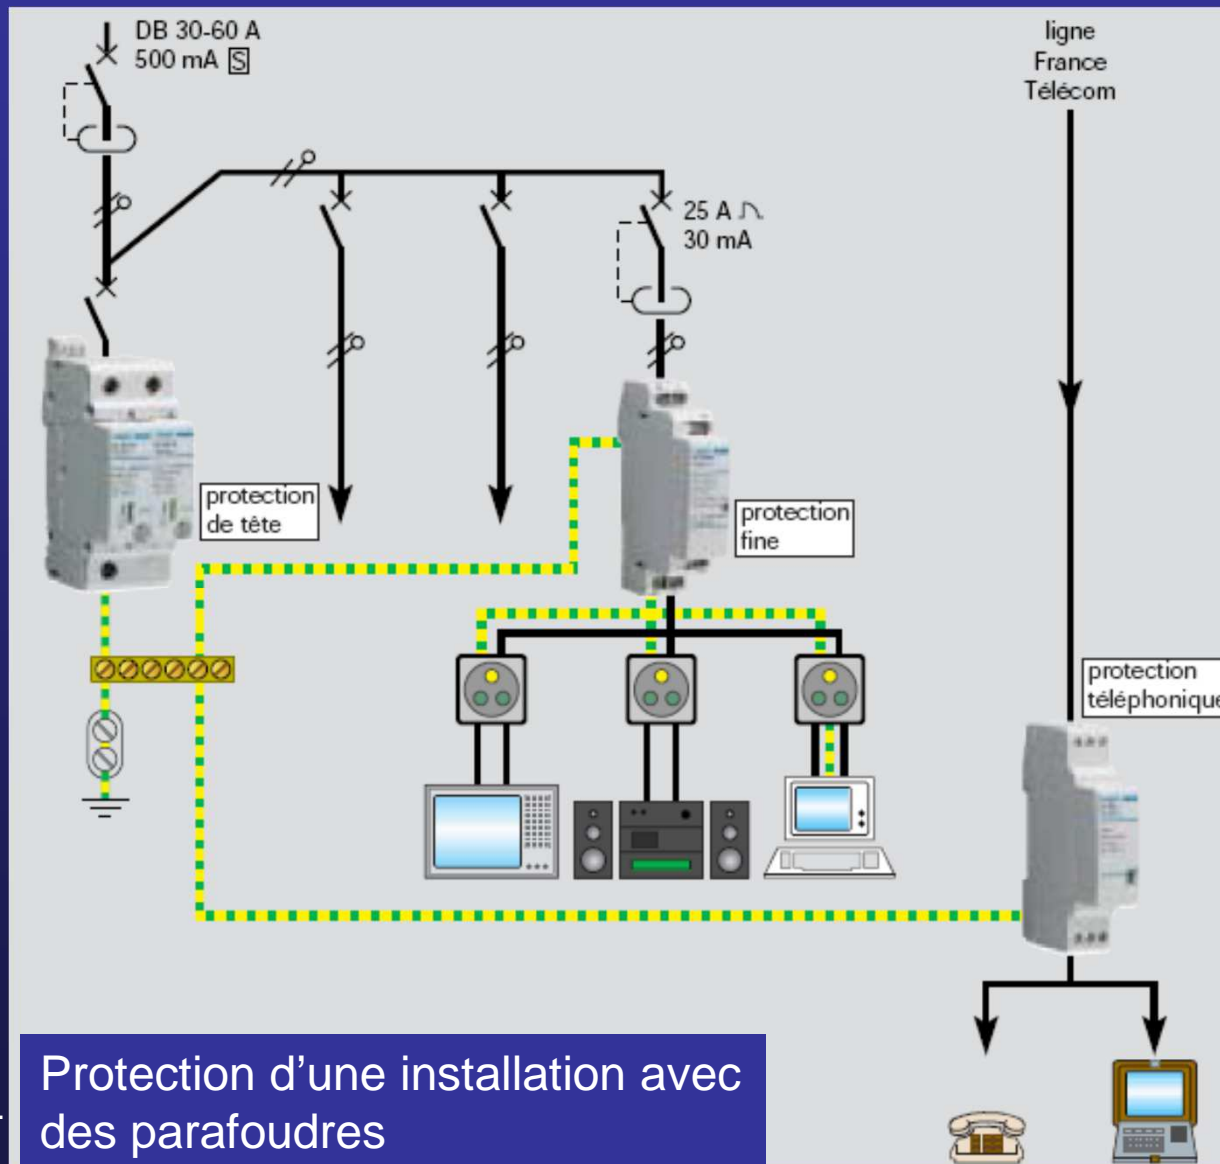 DB 30-60 A
500 mA S
ligne
France
Télécom
25 A
30 mA
protection
de tête
protection
fine
protection
téléphonique
Protection d’une installation avec
des parafoudres